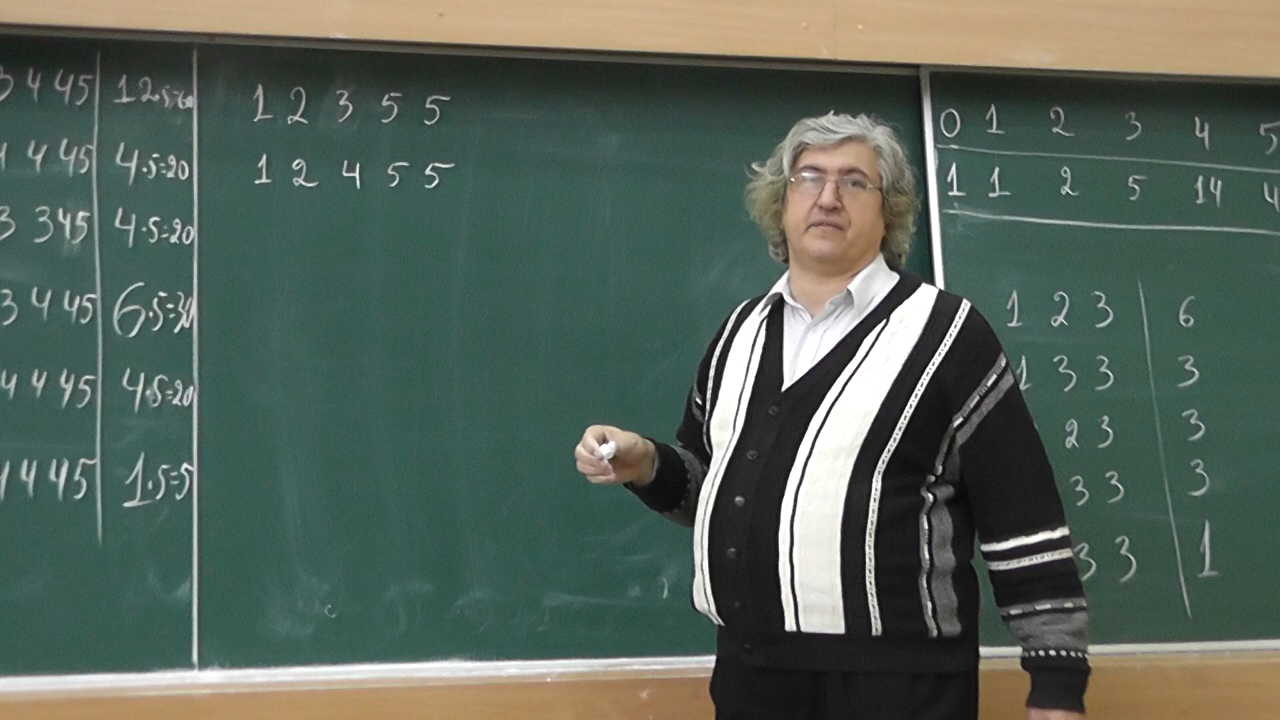 3 4 4 5 12·5=60
4 4 4 5 4·5=20
3 3 4 5 4·5=20
3 4 4 5 6·5=30
4 4 4 5 4·5=20
4 4 4 5 1·5=5
1 2 3 5 5
1 2 4 5 5
0 1 2 3 4 5
1 1 2 5 14 4
1 2 3 6
1 3 3 3
2 3 3
3 3 3
3 3 1